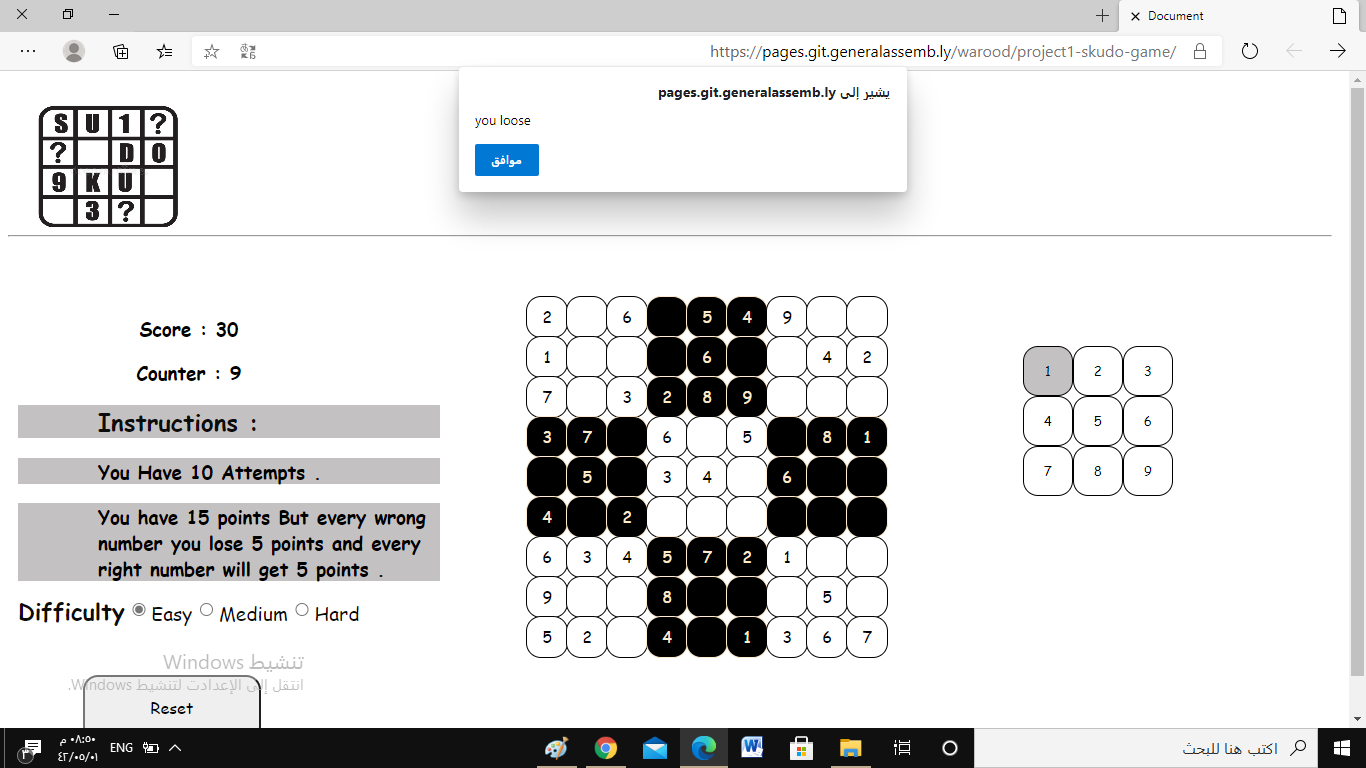 Document
https://pages.git.generalassemb.ly/warood/project1-skudo-game/
يشير إلى pages.git.generalassemb.ly
you loose
موافق
S U 1 ?
? D O
9 K U
3 ?
Score : 30
Counter : 9
Instructions :
You Have 10 Attempts .
You have 15 points But every wrong
number you lose 5 points and every
right number will get 5 points .
Difficulty Easy Medium Hard
تنشيط Windows
انتقل إلى الإعدادت لتنشيط Windows.
Reset
2 6 5 4 9
1 6 4 2
7 3 2 8 9
3 7 6 5 8 1
5 3 4 6
4 2
6 3 4 5 7 2 1
9 8 5
5 2 4 1 3 6 7
1 2 3
4 5 6
7 8 9
٠٨:٥٠ م
٤٢/٠٥/٠١
٣
ENG
اكتب هنا للبحث